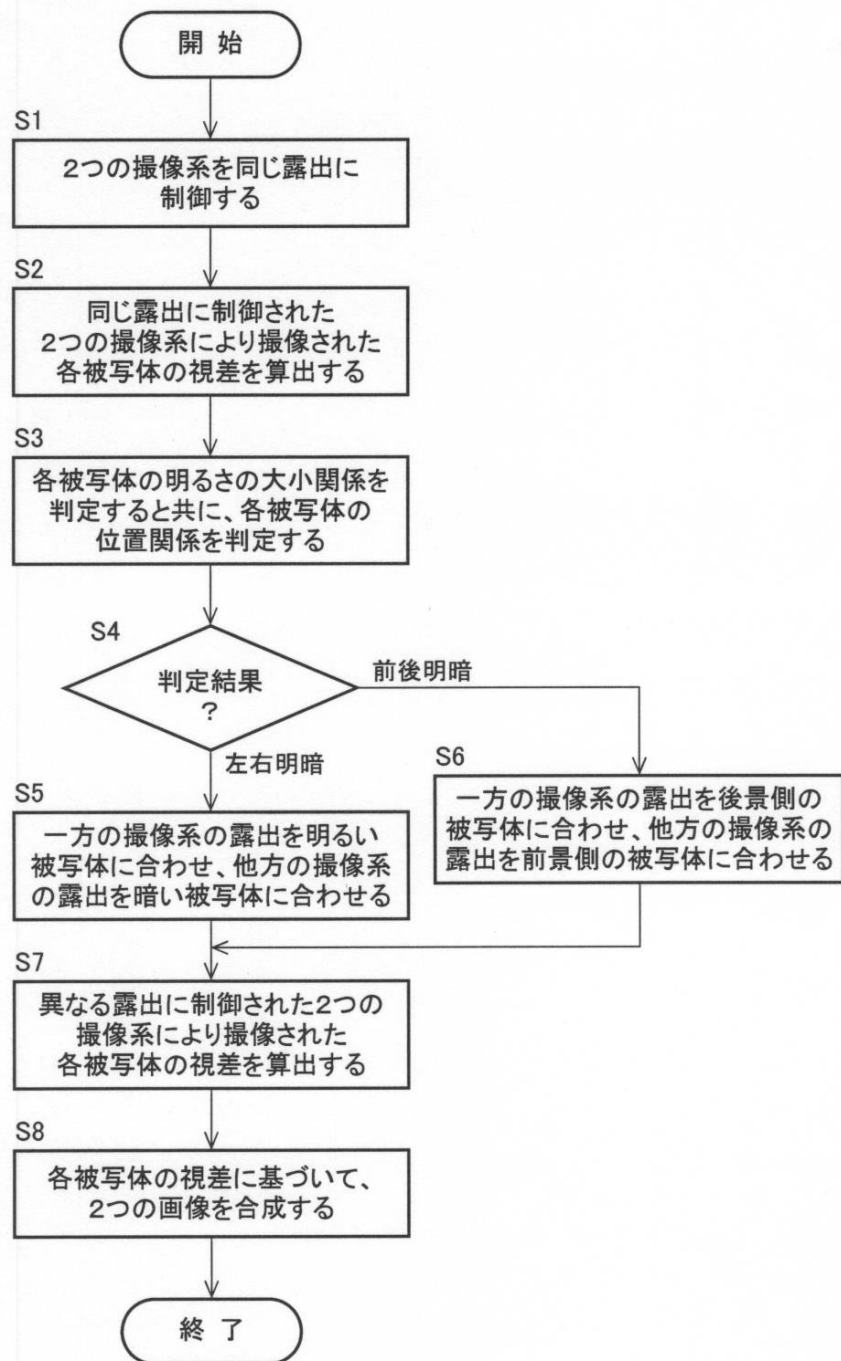 開 始
S1
2つの撮像系を同じ露出に
制御する
S2
同じ露出に制御された
2つの撮像系により撮像された
各被写体の視差を算出する
S3
各被写体の明るさの大小関係を
判定すると共に、各被写体の
位置関係を判定する
S4
判定結果
?
前後明暗
左右明暗
S5
一方の撮像系の露出を明るい
被写体に合わせ、他方の撮像系
の露出を暗い被写体に合わせる
S6
一方の撮像系の露出を後景側の
被写体に合わせ、他方の撮像系の
露出を前景側の被写体に合わせる
S7
異なる露出に制御された2つの
撮像系により撮像された
各被写体の視差を算出する
S8
各被写体の視差に基づいて、
2つの画像を合成する
終 了